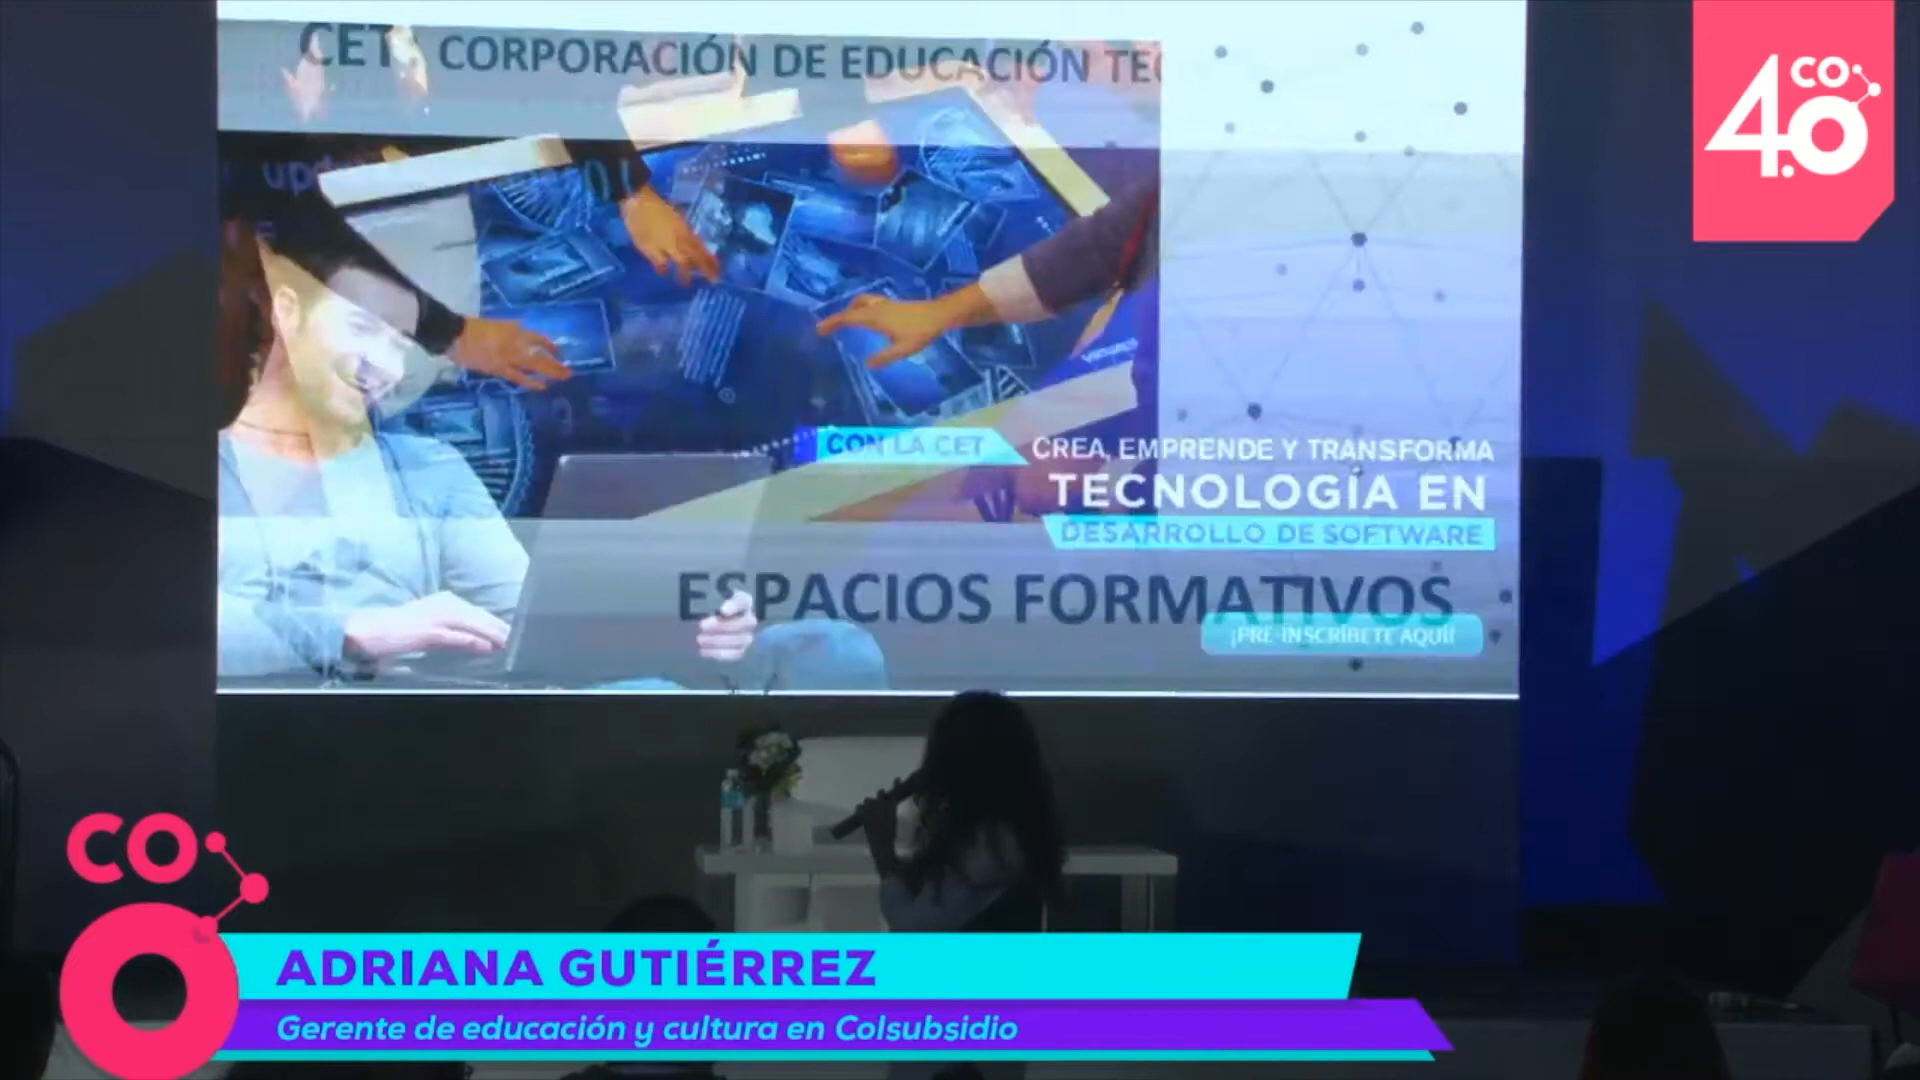 CET: CORPORACIÓN DE EDUCACIÓN TEC
CO
4.0
CON LA CET
CREA, EMPRENDE Y TRANSFORMA
TECNOLOGÍA EN
DESARROLLO DE SOFTWARE
ESPACIOS FORMATIVOS
¡PRE-INSCRÍBETE AQUÍ!
CO
ADRIANA GUTIÉRREZ
Gerente de educación y cultura en Colsubsidio